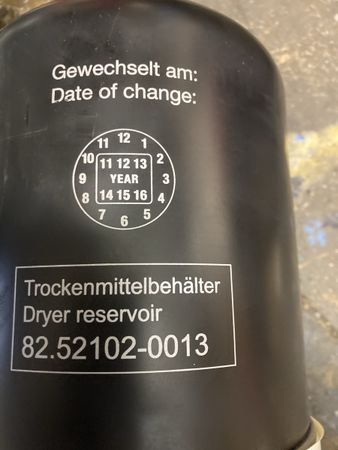 Gewechselt am:
Date of change:
11 12 1
10 2
11 12 13
9 YEAR 3
14 15 16
8 4
7 6 5
Trockenmittelbehälter
Dryer reservoir
82.52102-0013